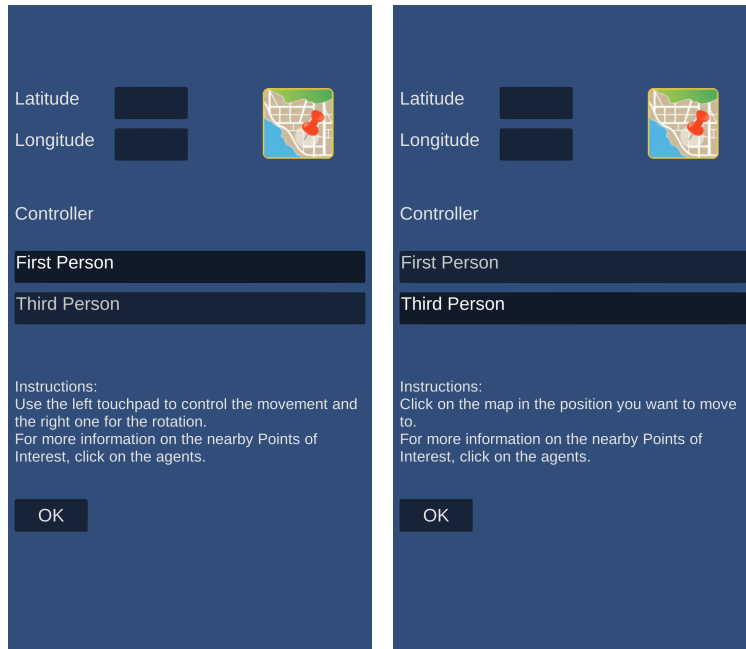 Latitude
Longitude
Controller
First Person
Third Person
Instructions:
Use the left touchpad to control the movement and
the right one for the rotation.
For more information on the nearby Points of
Interest, click on the agents.
OK
Latitude
Longitude
Controller
First Person
Third Person
Instructions:
Click on the map in the position you want to move
to.
For more information on the nearby Points of
Interest, click on the agents.
OK